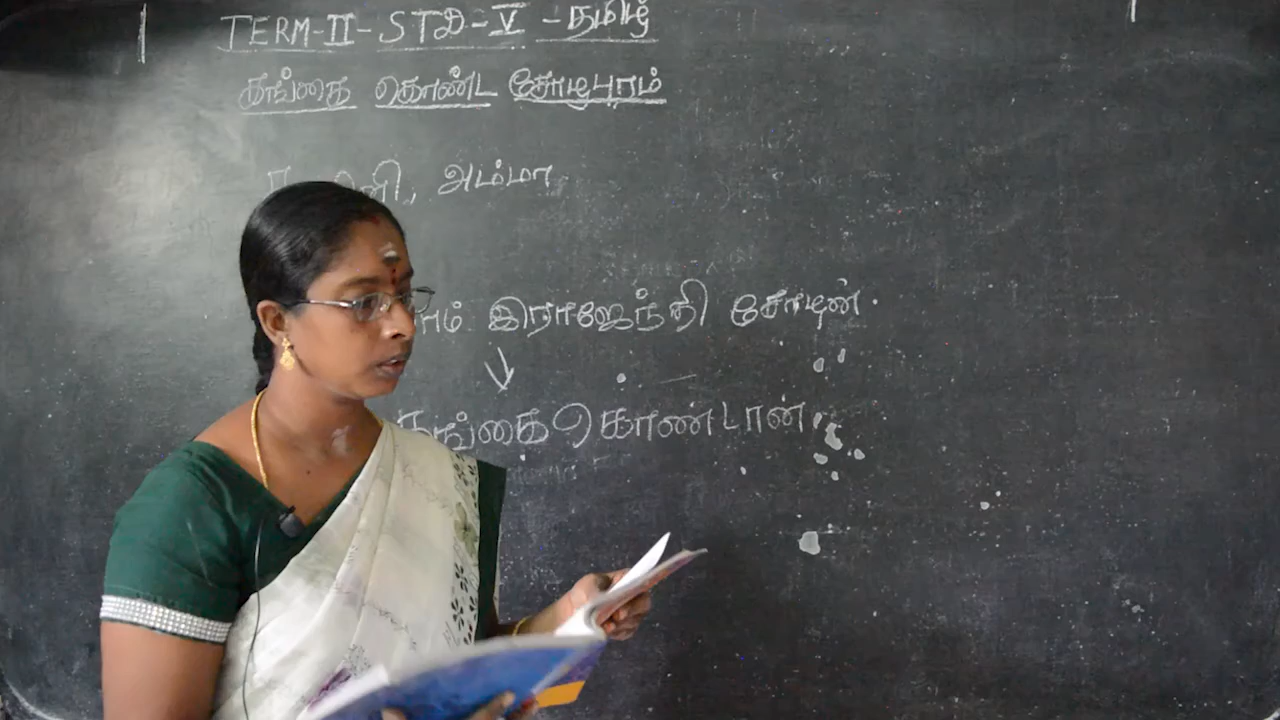 TERM-II-STD-V-தமிழ்
கங்கை கொண்ட சோழபுரம்
அம்மா
இராஜேந்தி சோழன்.
கங்கை கொண்டான்